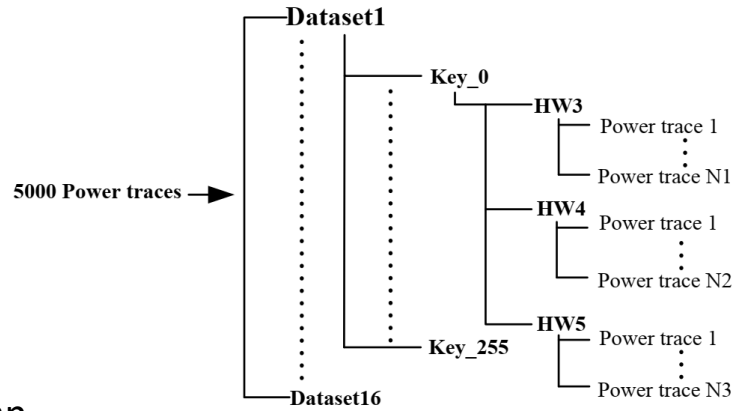 Dataset1
Key_0
HW3
Power trace 1
Power trace N1
5000 Power traces
HW4
Power trace 1
Power trace N2
HW5
Power trace 1
Key_255
Power trace N3
Dataset16